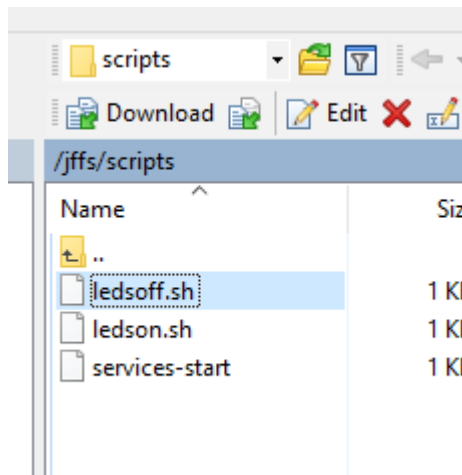 scripts
Download Edit
/jffs/scripts
Name
..
ledsoff.sh 1
ledson.sh 1
services-start 1